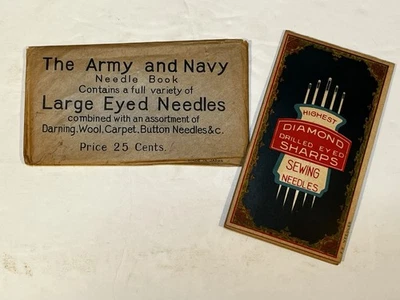 The Army and Navy
Needle Book
Contains a full variety of
Large Eyed Needles
combined with an assortment of
Darning, Wool, Carpet, Button Needles &c.
Price 25 Cents.
HIGHEST
DIAMOND
DRILLED EYED
SHARPS
SEWING
NEEDLES